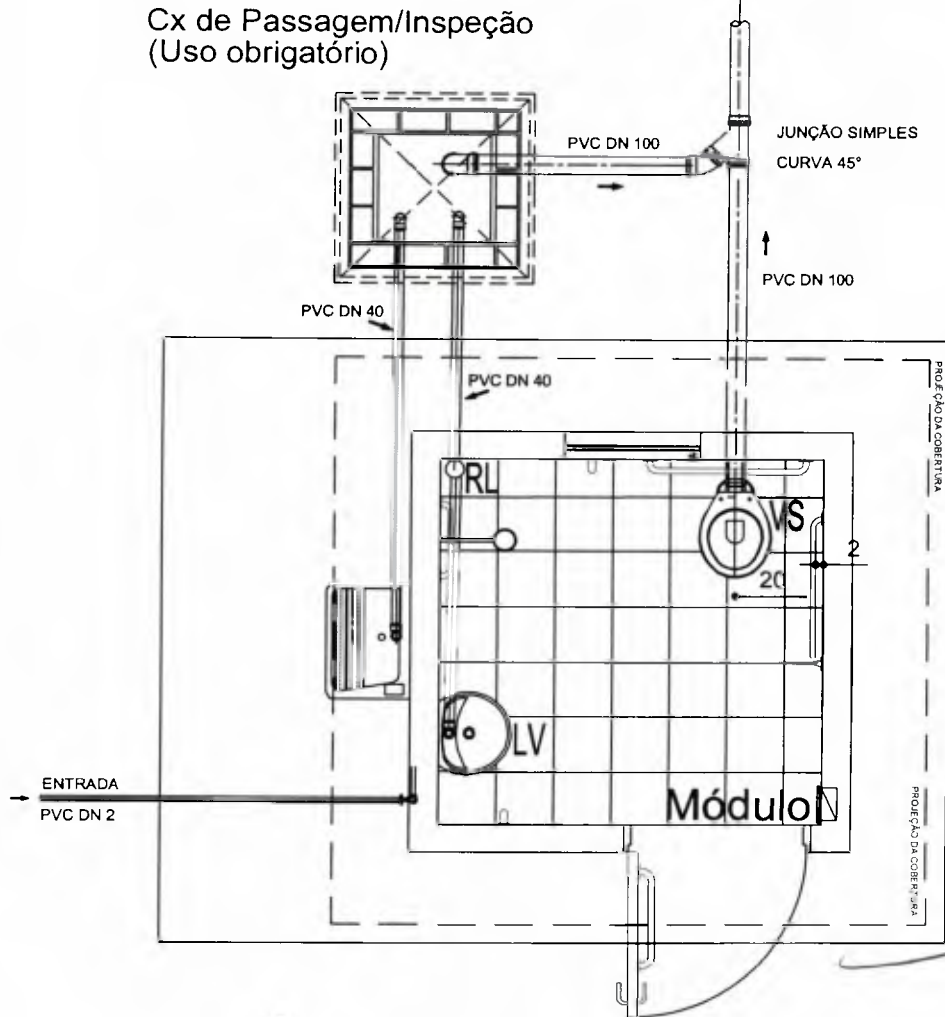 Cx de Passagem/Inspeção
(Uso obrigatório)
PVC DN 100
JUNÇÃO SIMPLES
CURVA 45°
PVC DN 100
PVC DN 40
PVC DN 40
PROJEÇÃO DA COBERTURA
RL
VS
2
20
LV
ENTRADA
PVC DN 2
Módulo
PROJEÇÃO DA COBERTURA